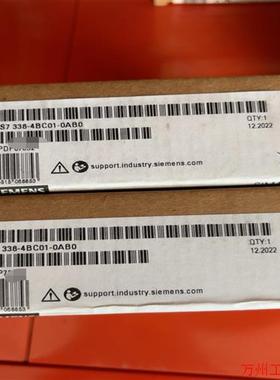 S7 338-4BC01-0AB0
QTY:1
12.2022
support.industry.siemens.com
SIEMENS
338-4BC01-0AB0
QTY:1
12.2022
support.industry.siemens.com
SIEMENS
万州工